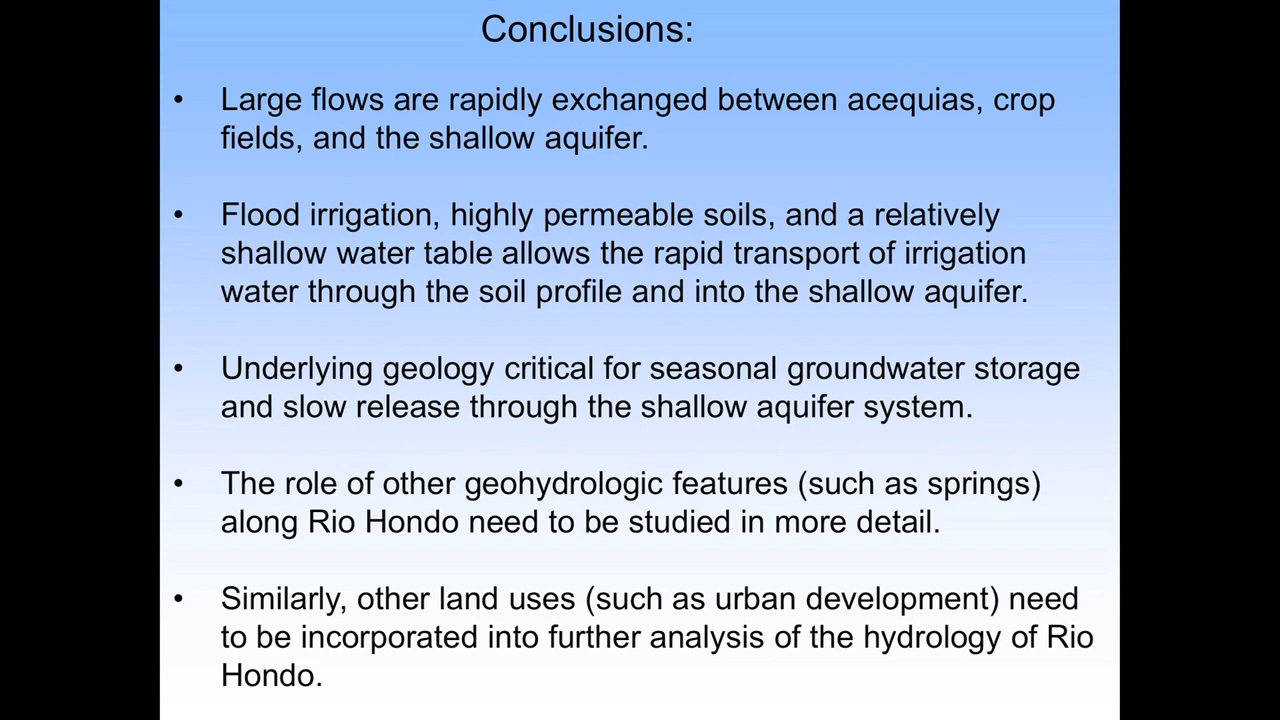 Conclusions:
• Large flows are rapidly exchanged between acequias, crop
fields, and the shallow aquifer.
• Flood irrigation, highly permeable soils, and a relatively
shallow water table allows the rapid transport of irrigation
water through the soil profile and into the shallow aquifer.
• Underlying geology critical for seasonal groundwater storage
and slow release through the shallow aquifer system.
• The role of other geohydrologic features (such as springs)
along Rio Hondo need to be studied in more detail.
• Similarly, other land uses (such as urban development) need
to be incorporated into further analysis of the hydrology of Rio
Hondo.